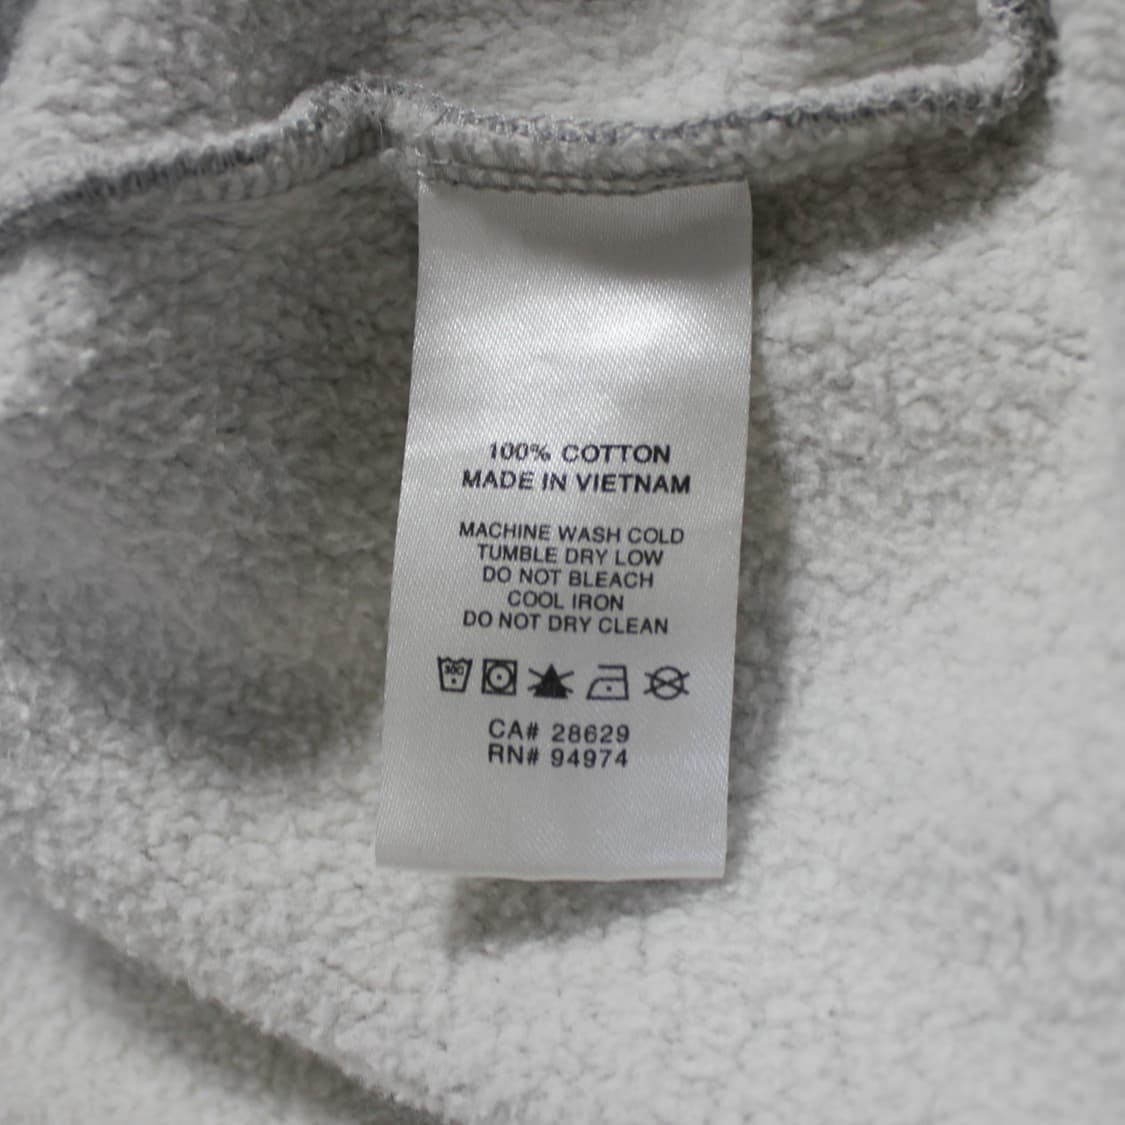 100% COTTON
MADE IN VIETNAM
MACHINE WASH COLD
TUMBLE DRY LOW
DO NOT BLEACH
COOL IRON
DO NOT DRY CLEAN
30C
CA# 28629
RN# 94974